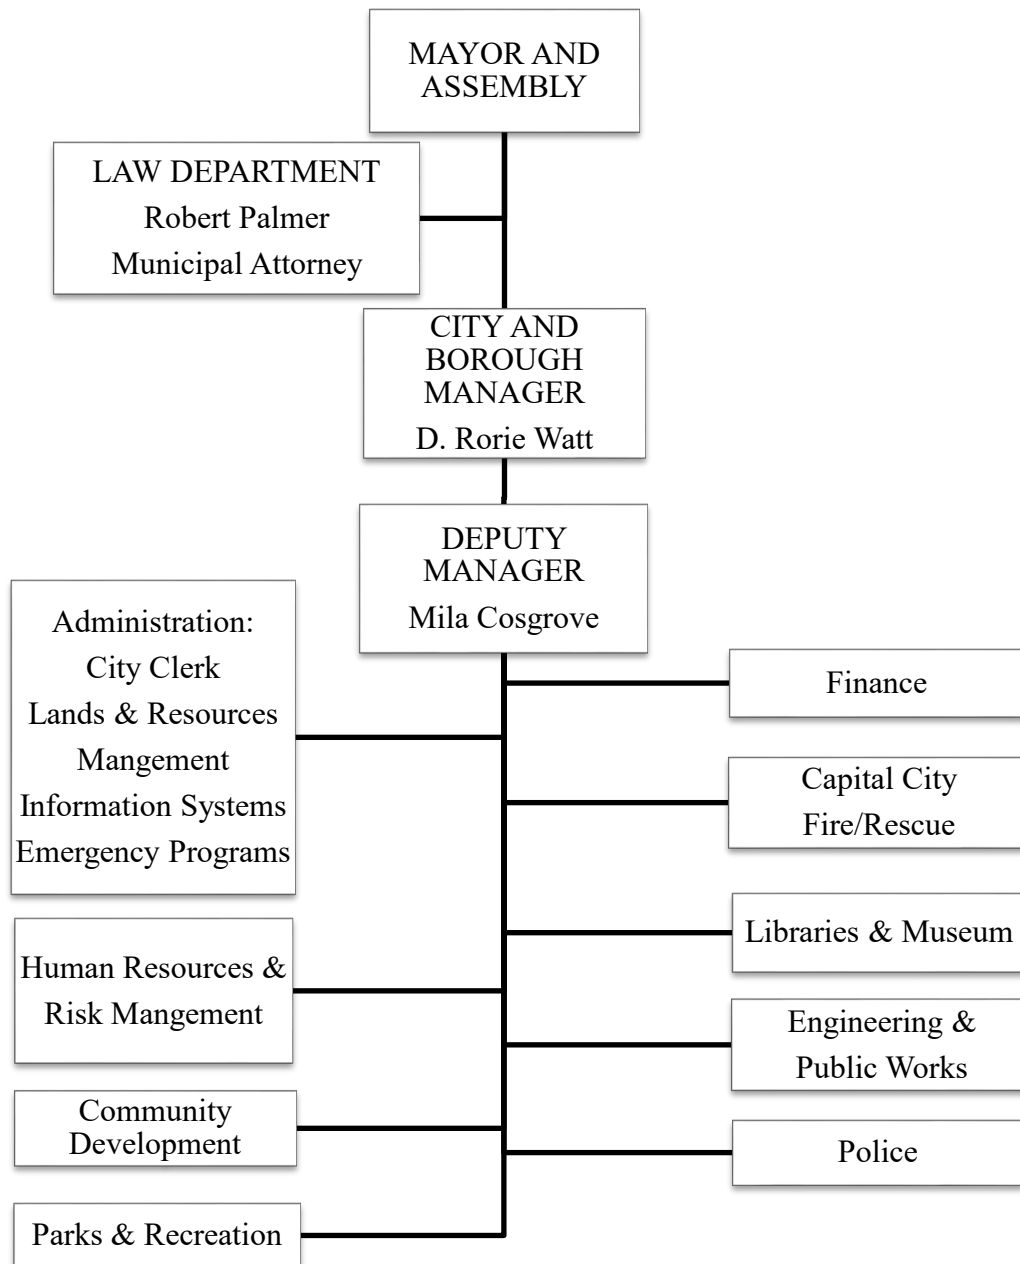 MAYOR AND
ASSEMBLY
LAW DEPARTMENT
Robert Palmer
Municipal Attorney
CITY AND
BOROUGH
MANAGER
D. Rorie Watt
DEPUTY
MANAGER
Mila Cosgrove
Administration:
City Clerk
Lands & Resources
Mangement
Information Systems
Emergency Programs
Finance
Capital City
Fire/Rescue
Libraries & Museum
Human Resources &
Risk Mangement
Engineering &
Public Works
Community
Development
Police
Parks & Recreation